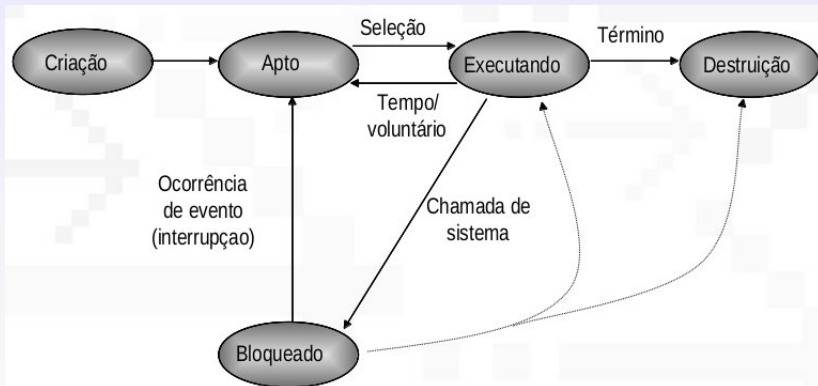 Criação
Apto
Seleção
Executando
Término
Destruição
Tempo/
voluntário
Ocorrência
de evento
(interrupçao)
Chamada de
sistema
Bloqueado